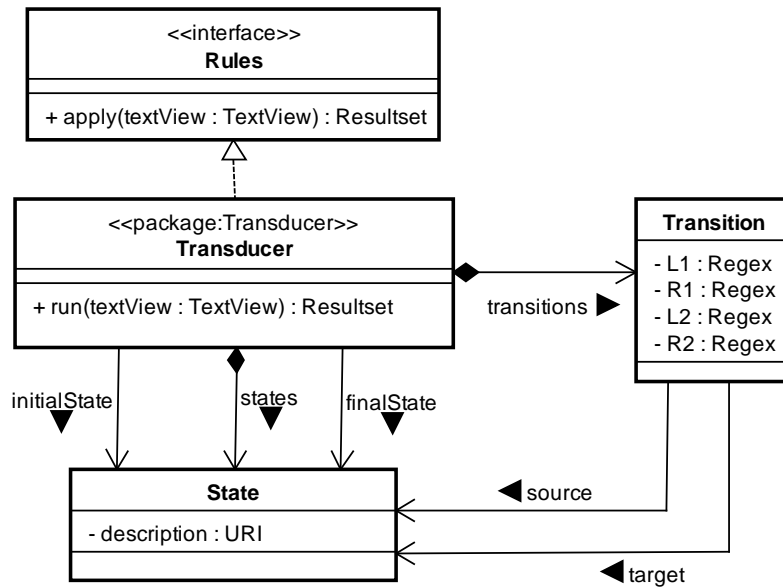 <<interface>>
Rules
+ apply(textView : TextView) : Resultset
<<package:Transducer>>
Transducer
+ run(textView : TextView) : Resultset
transitions
Transition
- L1 : Regex
- R1 : Regex
- L2 : Regex
- R2 : Regex
initialState
states
finalState
State
- description : URI
source
target